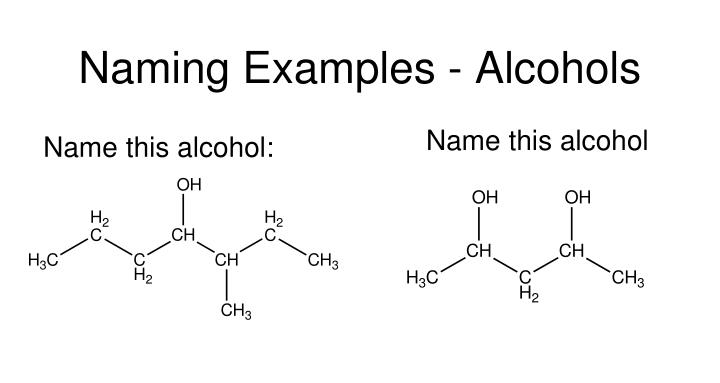 Naming Examples - Alcohols
Name this alcohol:
OH
H₂
C
H₃C
C
H₂
CH
CH
H₂
C
CH₃
CH₃
Name this alcohol
OH
OH
CH
CH
H₃C
C
H₂
CH₃